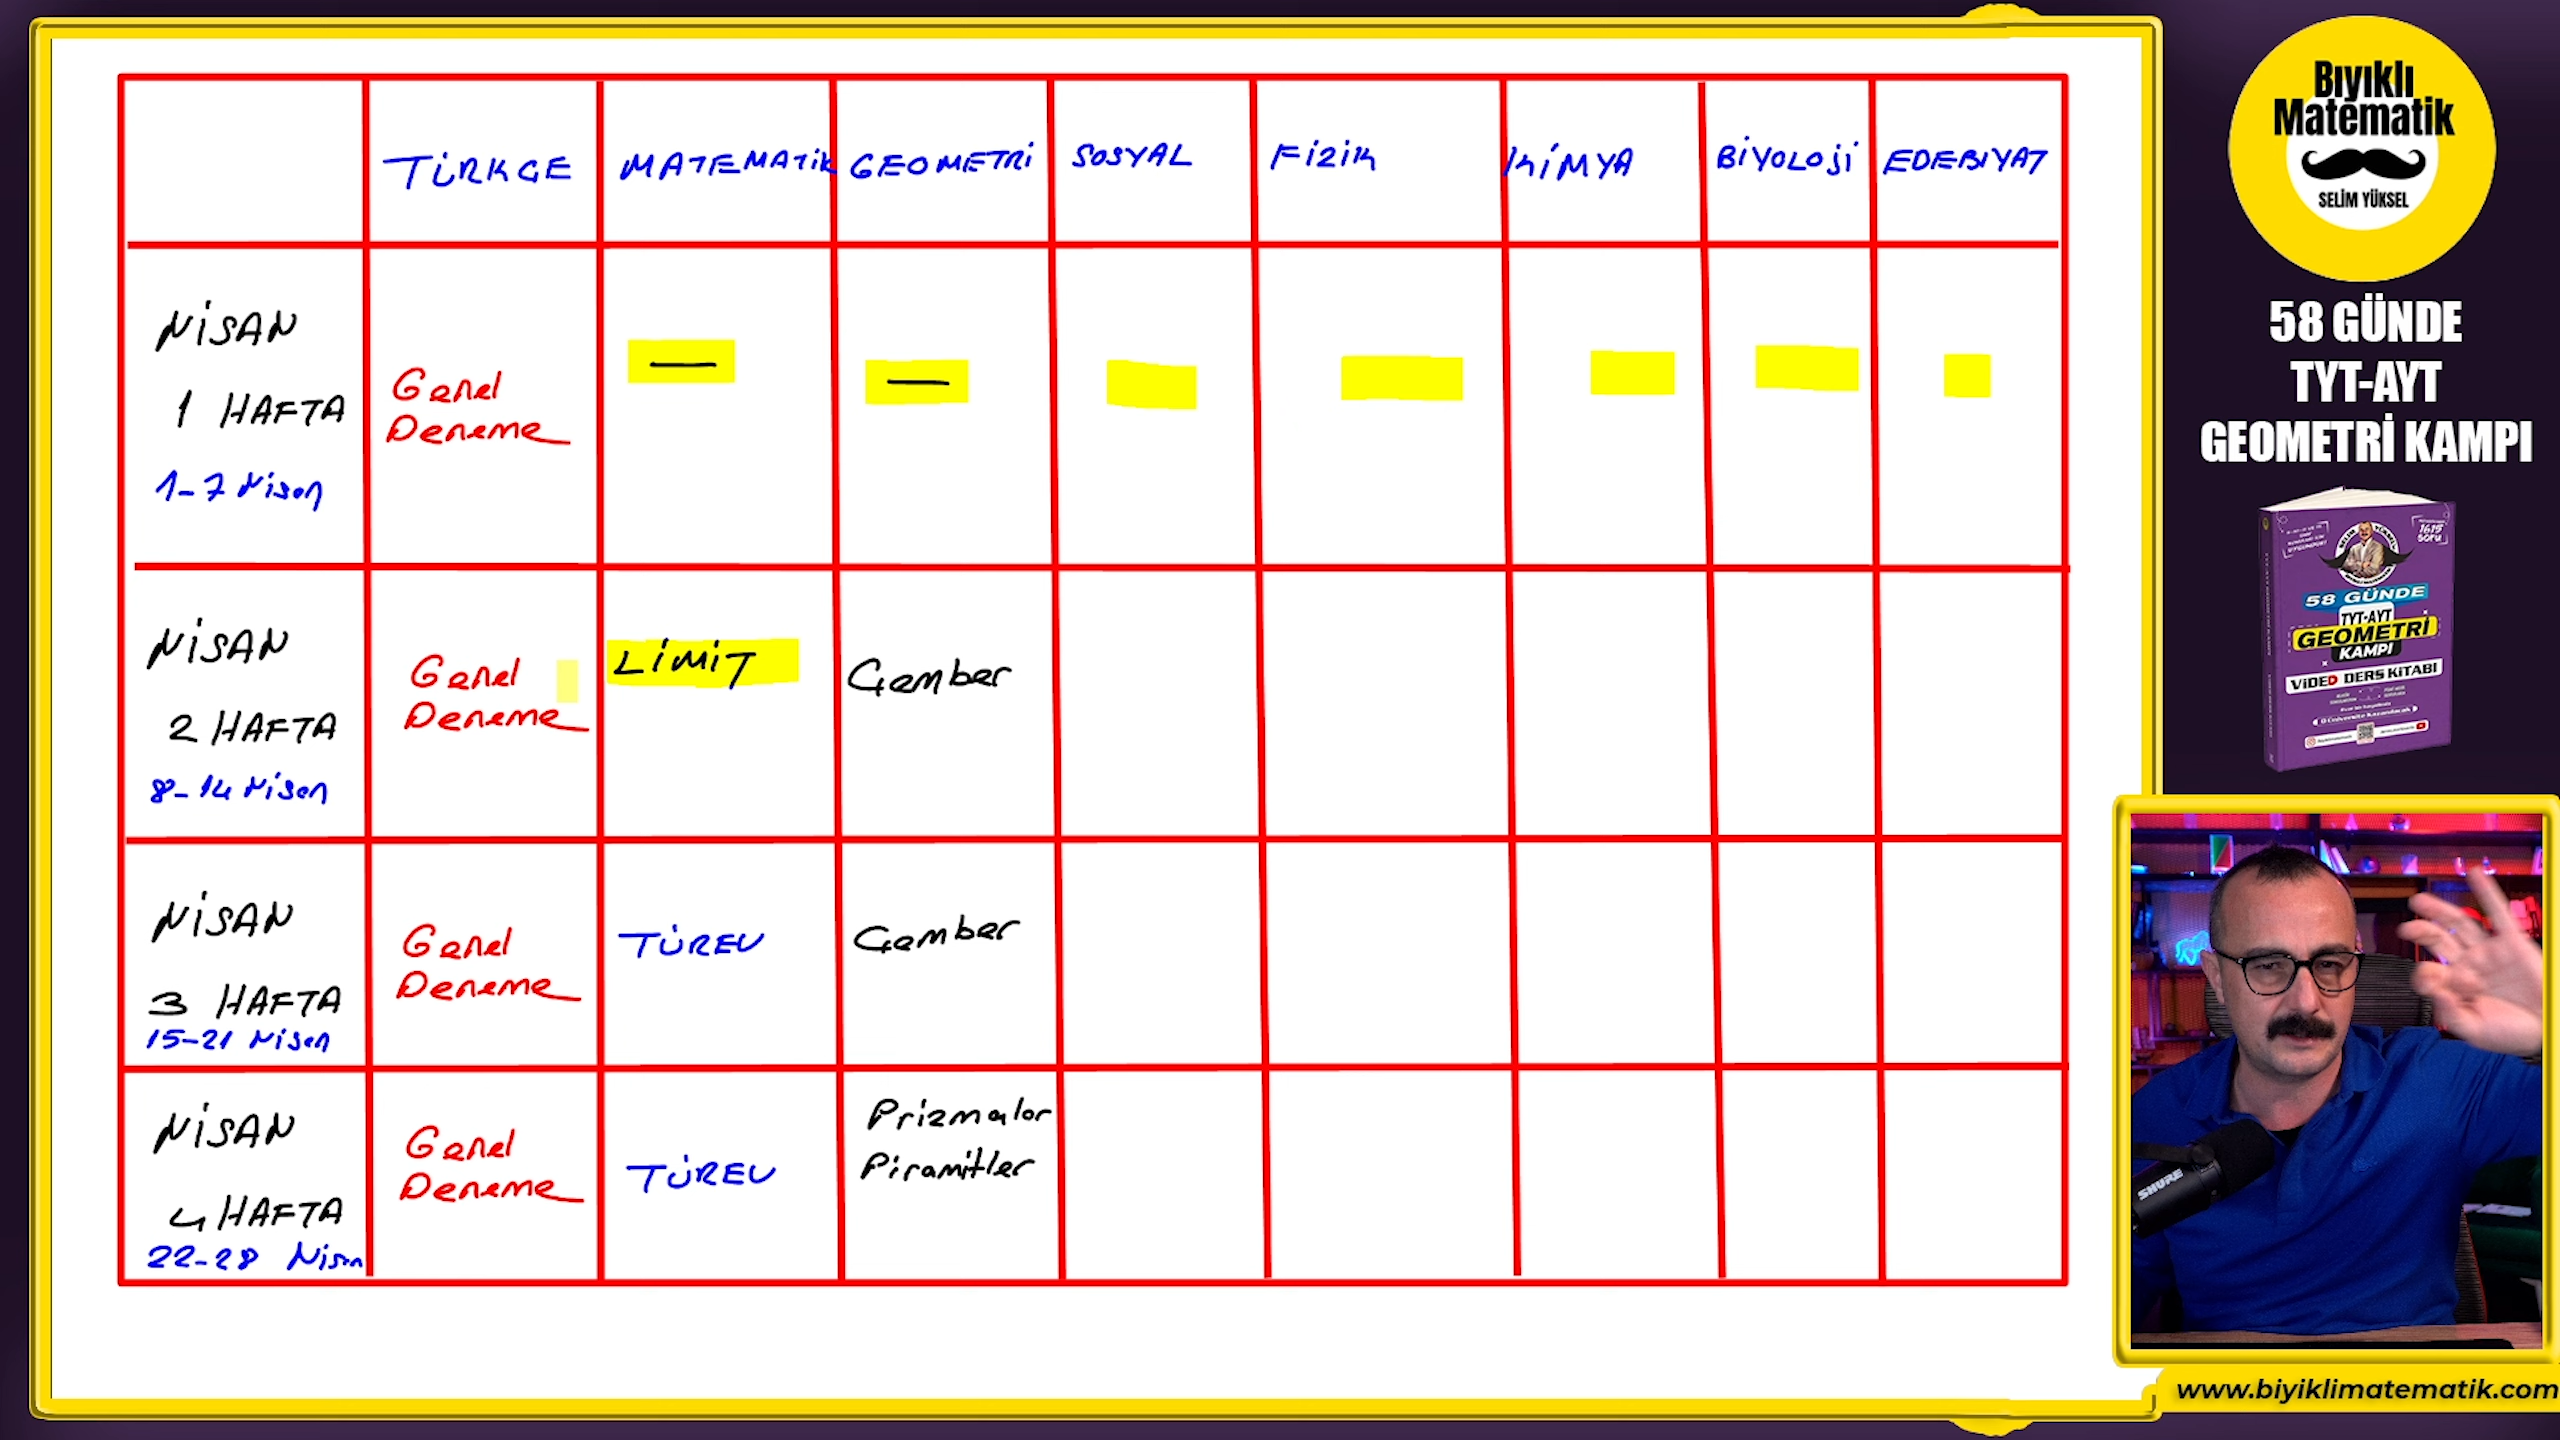 TÜRKÇE MATEMATİK GEOMETRİ SOSYAL FİZİK KİMYA BİYOLOJİ EDEBIYAT
NİSAN
1 HAFTA
1-7 Nisan
Genel
Deneme
—
—
NİSAN
2 HAFTA
8-14 Nisan
Genel
Deneme
LİMİT
Çember
NİSAN
3 HAFTA
15-21 Nisan
Genel
Deneme
TÜREV
Çember
NİSAN
4 HAFTA
22-28 Nisan
Genel
Deneme
TÜREV
Prizmalar
Piramitler
Bıyıklı
Matematik
SELİM YÜKSEL
58 GÜNDE
TYT-AYT
GEOMETRİ KAMPI
1615
SORU
58 GÜNDE
TYT-AYT
GEOMETRİ
KAMPI
VİDEO DERS KİTABI
SHURE
www.biyiklimatematik.com